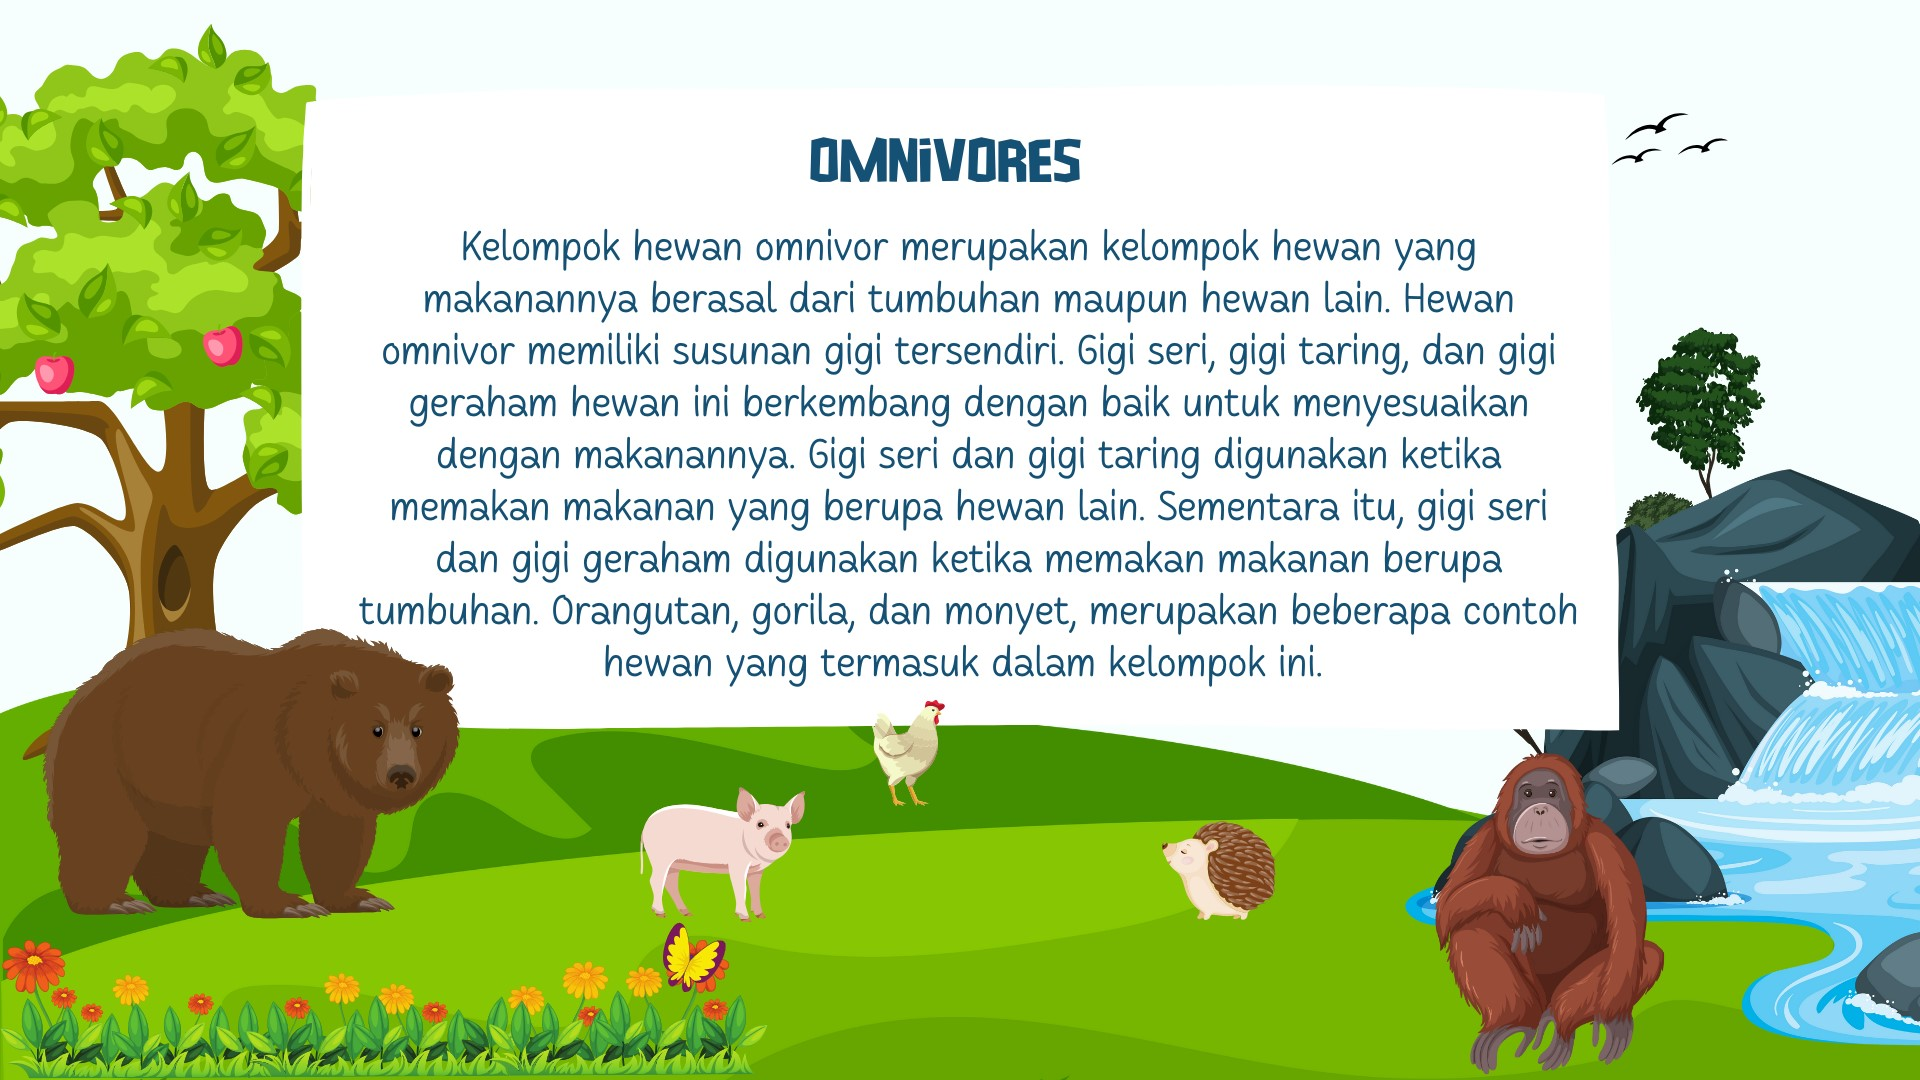 OMNiVORES
Kelompok hewan omnivor merupakan kelompok hewan yang
makanannya berasal dari tumbuhan maupun hewan lain. Hewan
omnivor memiliki susunan gigi tersendiri. Gigi seri, gigi taring, dan gigi
geraham hewan ini berkembang dengan baik untuk menyesuaikan
dengan makanannya. Gigi seri dan gigi taring digunakan ketika
memakan makanan yang berupa hewan lain. Sementara itu, gigi seri
dan gigi geraham digunakan ketika memakan makanan berupa
tumbuhan. Orangutan, gorila, dan monyet, merupakan beberapa contoh
hewan yang termasuk dalam kelompok ini.